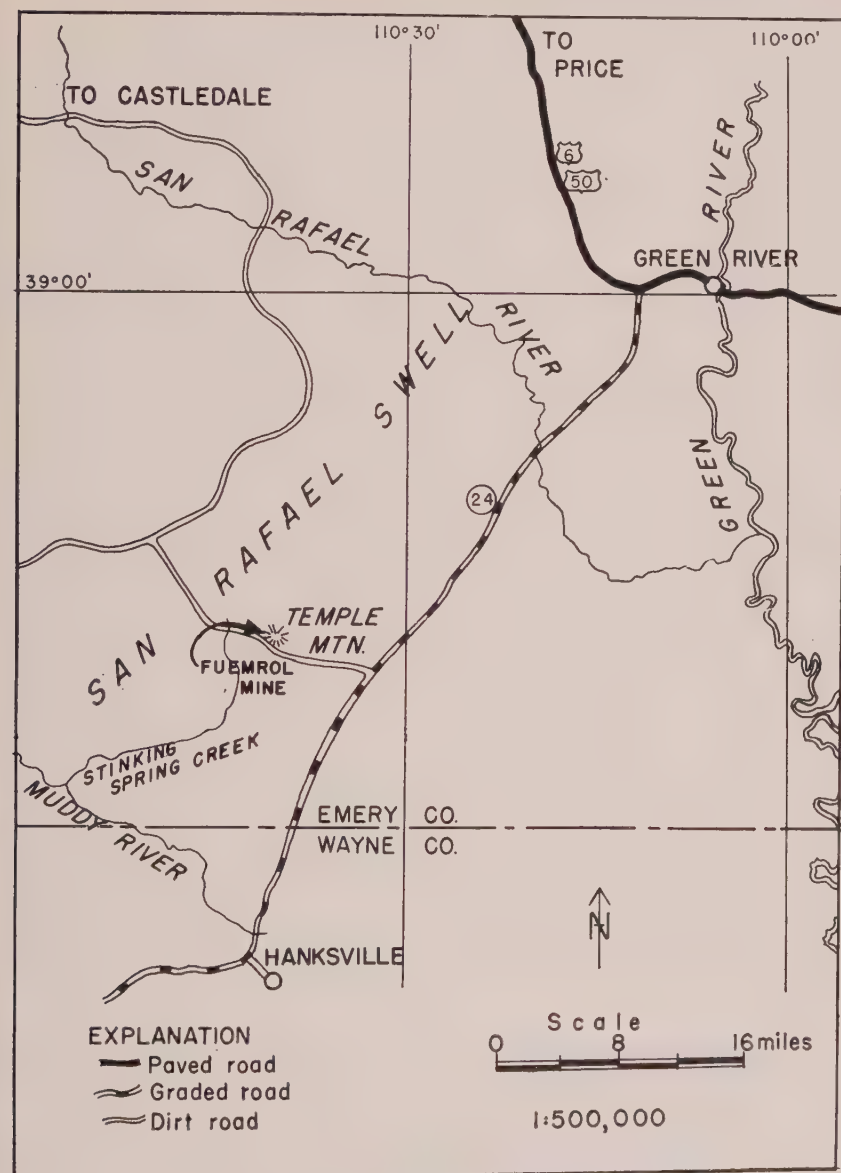 110°30'
110°00'
TO
PRICE
TO CASTLEDALE
6
50
SAN
RAFAEL
RIVER
RIVER
GREEN RIVER
39°00'
GREEN
SAN RAFAEL SWELL
24
TEMPLE
MTN.
FUEMROL
MINE
STINKING
SPRING CREEK
MUDDY RIVER
EMERY CO.
WAYNE CO.
N
HANKSVILLE
EXPLANATION
Paved road
Graded road
Dirt road
Scale
0 8 16 miles
1:500,000